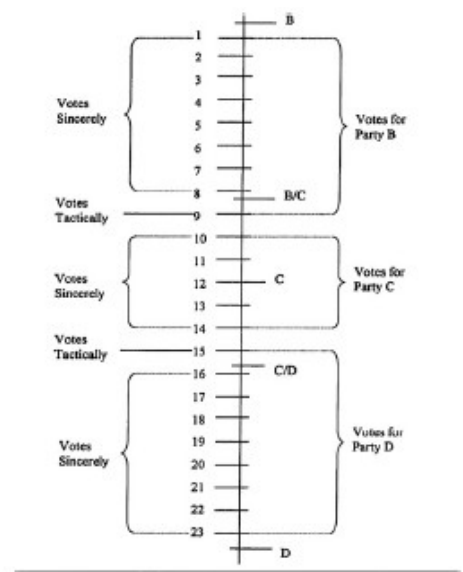 B
1
2
3
4
Votes
Sincerely
5
Votes for
Party B
6
7
8
B/C
Votes
Tactically
9
10
11
Votes
Sincerely
12
C
Votes for
Party C
13
14
Votes
Tactically
15
C/D
16
17
18
Votes
Sincerely
19
Votes for
Party D
20
21
22
23
D